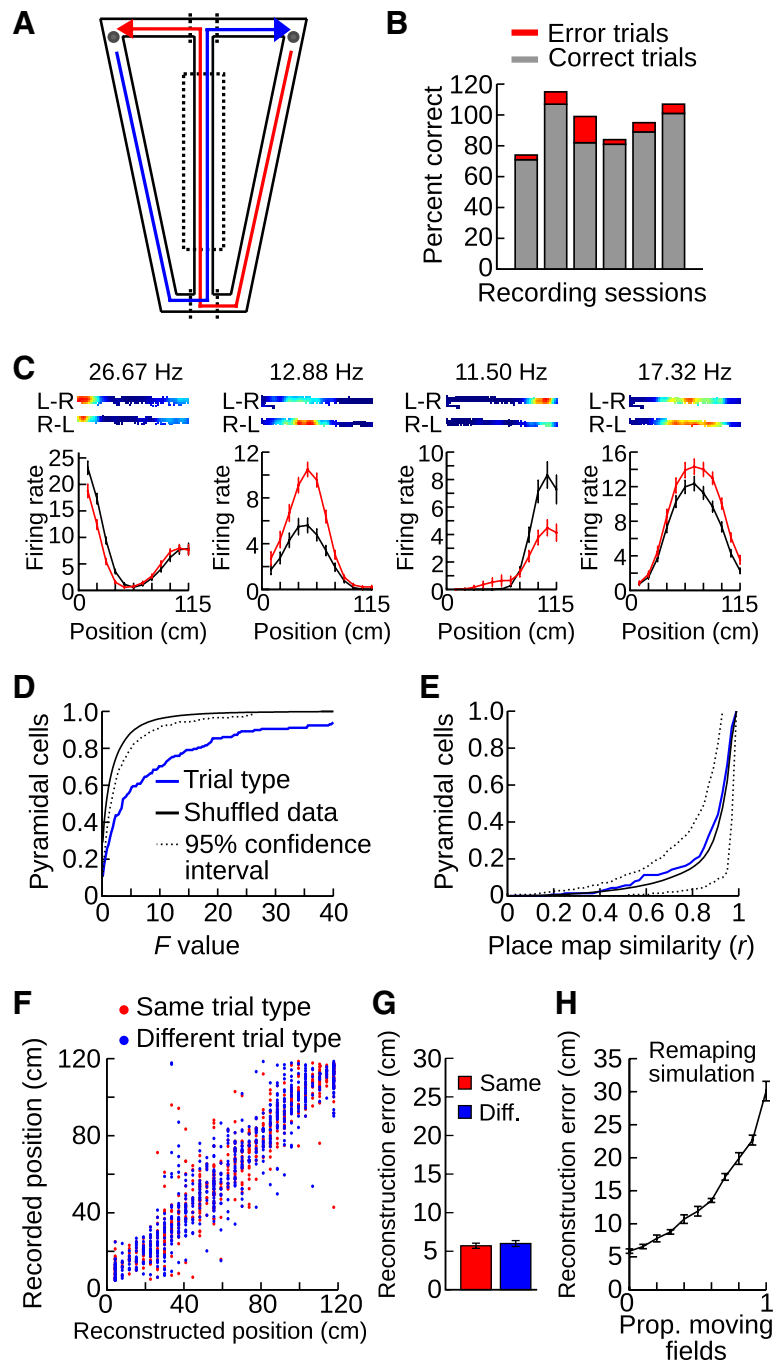 A
B
Error trials
Correct trials
Percent correct
120
100
80
60
40
20
0
Recording sessions
C
26.67 Hz
12.88 Hz
11.50 Hz
17.32 Hz
L-R
R-L
L-R
R-L
L-R
R-L
L-R
R-L
Firing rate
25
20
15
10
5
0
0
115
Position (cm)
Firing rate
12
8
4
0
0
115
Position (cm)
Firing rate
10
8
6
4
2
0
0
115
Position (cm)
Firing rate
16
12
8
4
0
0
115
Position (cm)
D
Pyramidal cells
1.0
0.8
0.6
0.4
0.2
0
0
10
20
30
40
Trial type
Shuffled data
95% confidence
interval
F value
E
Pyramidal cells
1.0
0.8
0.6
0.4
0.2
0
0
0.2
0.4
0.6
0.8
1
Place map similarity (r)
F
Same trial type
Different trial type
Recorded position (cm)
120
80
40
0
0
40
80
120
Reconstructed position (cm)
G
Reconstruction error (cm)
30
25
20
15
10
5
0
Same
Diff.
H
Reconstruction error (cm)
35
30
25
20
15
10
5
0
Remaping
simulation
0
1
Prop. moving
fields